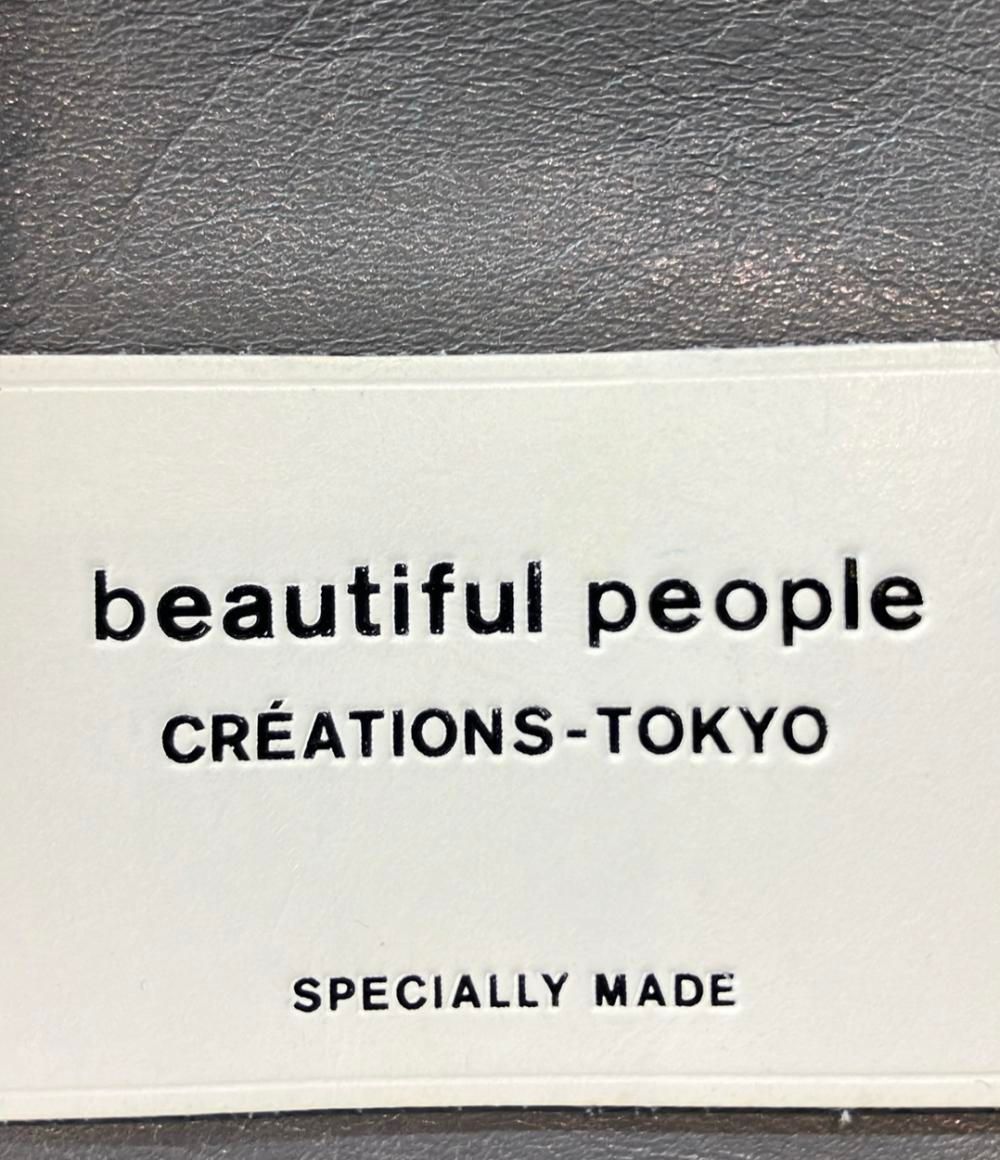 beautiful people
CRÉATIONS-TOKYO
SPECIALLY MADE